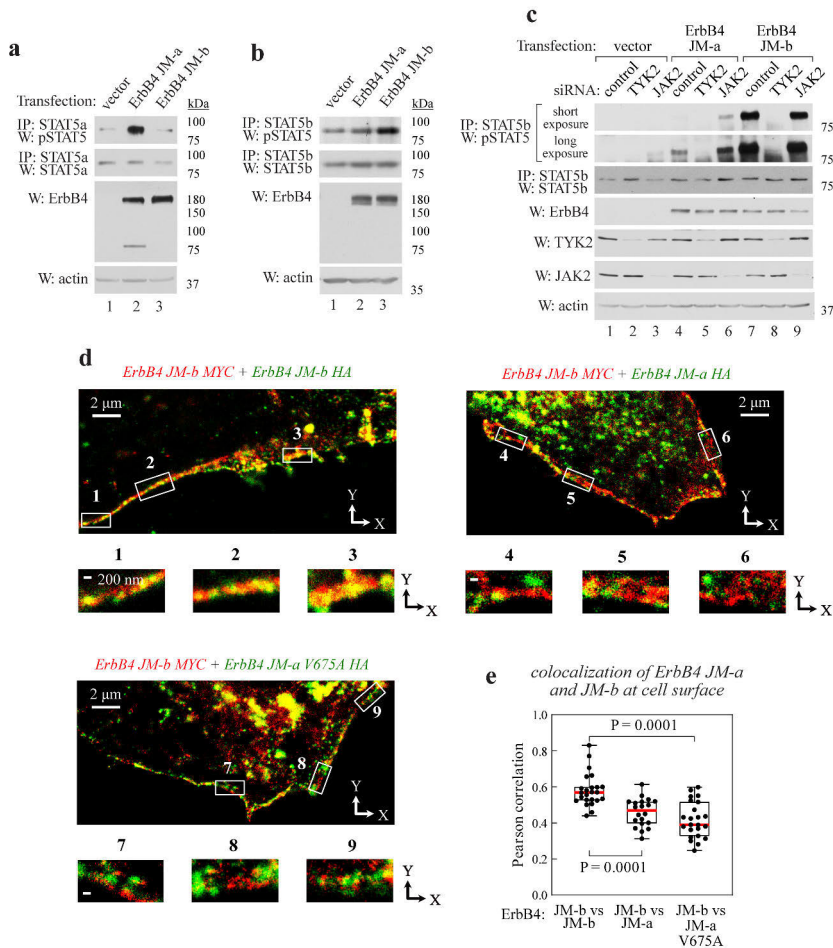 a
Transfection:
vector
ErbB4 JM-a
ErbB4 JM-b
kDa
IP: STAT5a
W: pSTAT5
100
75
IP: STAT5a
W: STAT5a
100
75
W: ErbB4
180
150
100
75
W: actin
37
1 2 3
b
vector
ErbB4 JM-a
ErbB4 JM-b
kDa
IP: STAT5b
W: pSTAT5
100
75
IP: STAT5b
W: STAT5b
100
75
W: ErbB4
180
150
100
75
W: actin
35
1 2 3
c
Transfection:
vector
ErbB4
JM-a
ErbB4
JM-b
siRNA:
control TYK2 JAK2 control TYK2 JAK2 control TYK2 JAK2
IP: STAT5b
W: pSTAT5
short
exposure
75
long
exposure
75
IP: STAT5b
W: STAT5b
75
W: ErbB4
W: TYK2
W: JAK2
W: actin
37
1 2 3 4 5 6 7 8 9
d
ErbB4 JM-b MYC + ErbB4 JM-b HA
2 μm
1
2
3
Y
X
1 2 3
200 nm
Y
X
ErbB4 JM-b MYC + ErbB4 JM-a HA
2 μm
4
5
6
Y
X
4 5 6
Y
X
ErbB4 JM-b MYC + ErbB4 JM-a V675A HA
2 μm
7
8
9
Y
X
7 8 9
Y
X
e
colocalization of ErbB4 JM-a
and JM-b at cell surface
Pearson correlation
1.0
0.8
0.6
0.4
0.2
0.0
P = 0.0001
P = 0.0001
ErbB4:
JM-b vs
JM-b
JM-b vs
JM-a
JM-b vs
JM-a
V675A